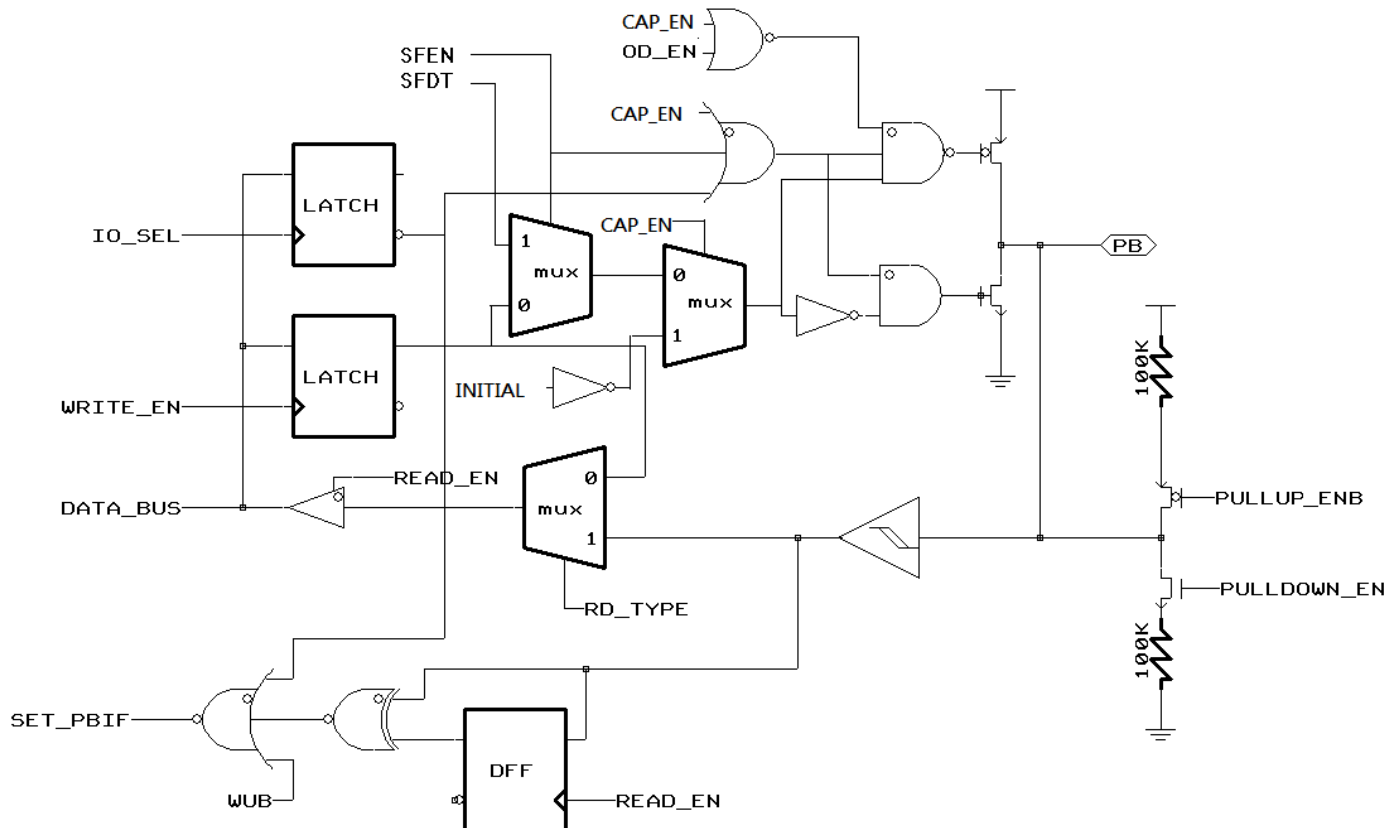 CAP_EN
OD_EN
SFEN
SFDT
CAP_EN
LATCH
IO_SEL
CAP_EN
PB
1
mux
0
0
mux
1
LATCH
INITIAL
WRITE_EN
100K
READ_EN
0
mux
1
DATA_BUS
PULLUP_ENB
RD_TYPE
PULLDOWN_EN
100K
SET_PBIF
DFF
WUB
READ_EN